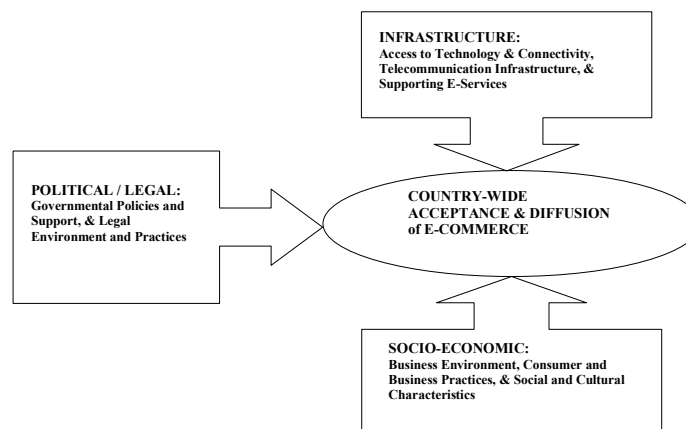 INFRASTRUCTURE:
Access to Technology & Connectivity,
Telecommunication Infrastructure, &
Supporting E-Services
POLITICAL / LEGAL:
Governmental Policies and
Support, & Legal
Environment and Practices
COUNTRY-WIDE
ACCEPTANCE & DIFFUSION
of E-COMMERCE
SOCIO-ECONOMIC:
Business Environment, Consumer and
Business Practices, & Social and Cultural
Characteristics